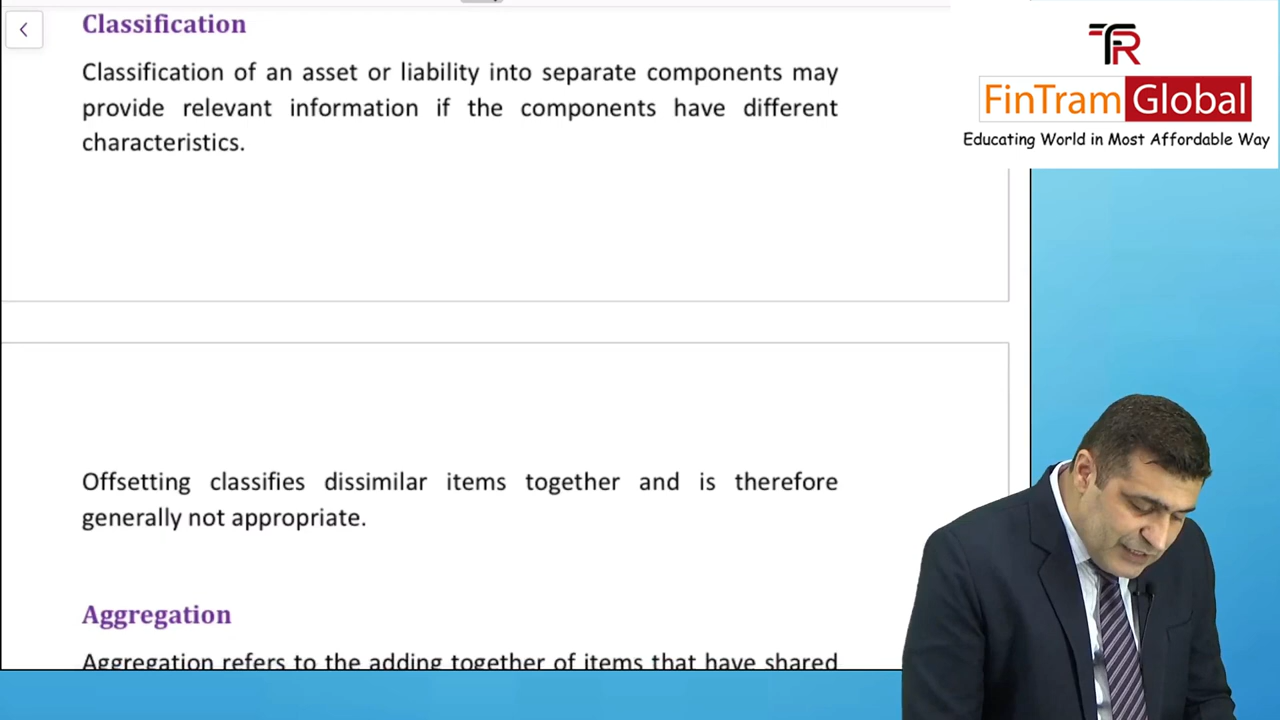 Classification
Classification of an asset or liability into separate components may
provide relevant information if the components have different
characteristics.
Offsetting classifies dissimilar items together and is therefore
generally not appropriate.
Aggregation
Aggregation refers to the adding together of items that have shared
TFR
FinTram Global
Educating World in Most Affordable Way